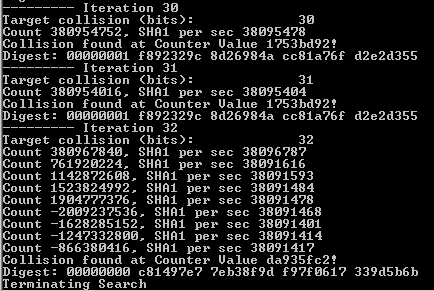 --------- Iteration 30
Target collision (bits): 30
Count 380954752, SHA1 per sec 38095478
Collision found at Counter Value 1753bd92!
Digest: 00000001 f892329c 8d26984a cc81a76f d2e2d355
--------- Iteration 31
Target collision (bits): 31
Count 380954016, SHA1 per sec 38095404
Collision found at Counter Value 1753bd92!
Digest: 00000001 f892329c 8d26984a cc81a76f d2e2d355
--------- Iteration 32
Target collision (bits): 32
Count 380967840, SHA1 per sec 38096787
Count 761920224, SHA1 per sec 38091616
Count 1142872608, SHA1 per sec 38091593
Count 1523824992, SHA1 per sec 38091484
Count 1904777376, SHA1 per sec 38091478
Count -2009237536, SHA1 per sec 38091468
Count -1628285152, SHA1 per sec 38091401
Count -1247332800, SHA1 per sec 38091414
Count -866380416, SHA1 per sec 38091417
Collision found at Counter Value da935fc2!
Digest: 00000000 c81497e7 7eb38f9d f97f0617 339d5b6b
Terminating Search